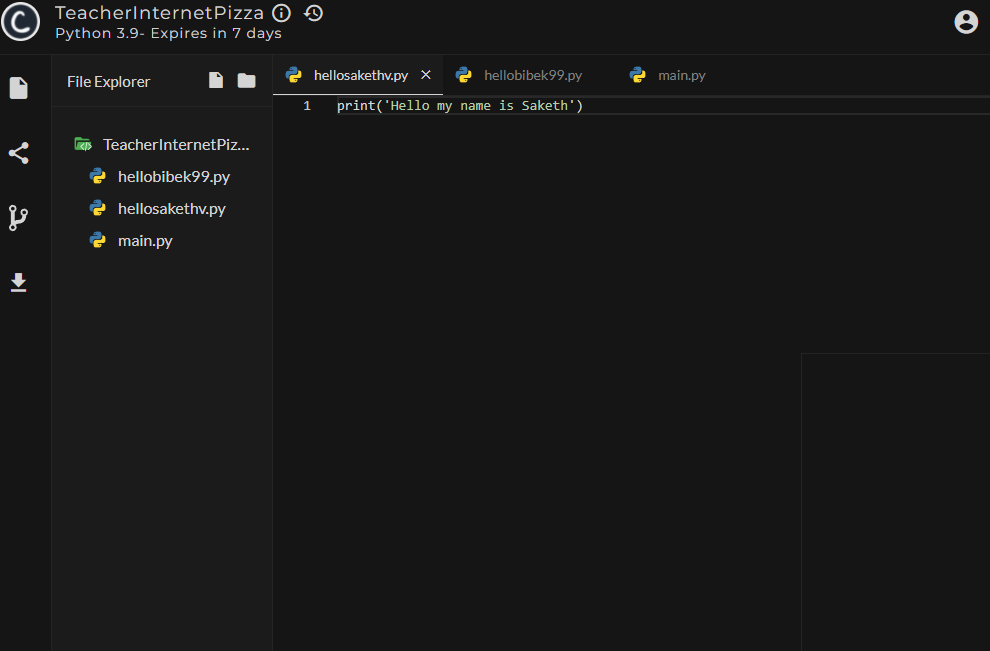 TeacherInternetPizza
Python 3.9- Expires in 7 days
File Explorer
TeacherInternetPiz...
hellobibek99.py
hellosakethv.py
main.py
hellosakethv.py
hellobibek99.py
main.py
1 print('Hello my name is Saketh')